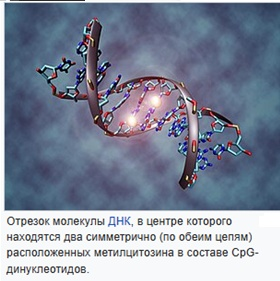 Отрезок молекулы ДНК, в центре которого
находятся два симметрично (по обеим цепям)
расположенных метилцитозина в составе CpG-
динуклеотидов.